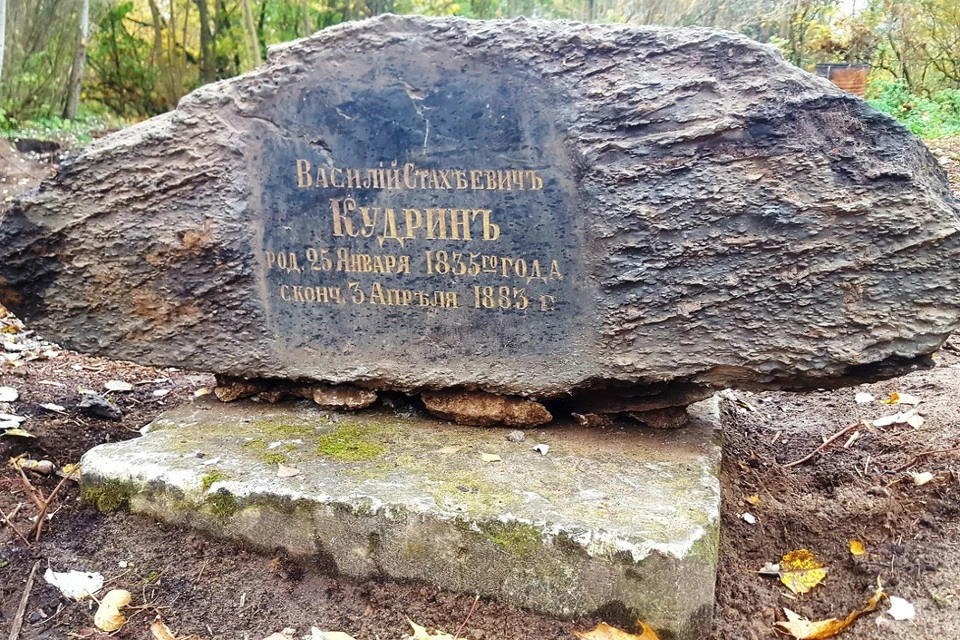 Василій Стахѣевичъ
Кудринъ
род. 25 Января 1835го года
сконч. 3 Апрѣля 1883 г.